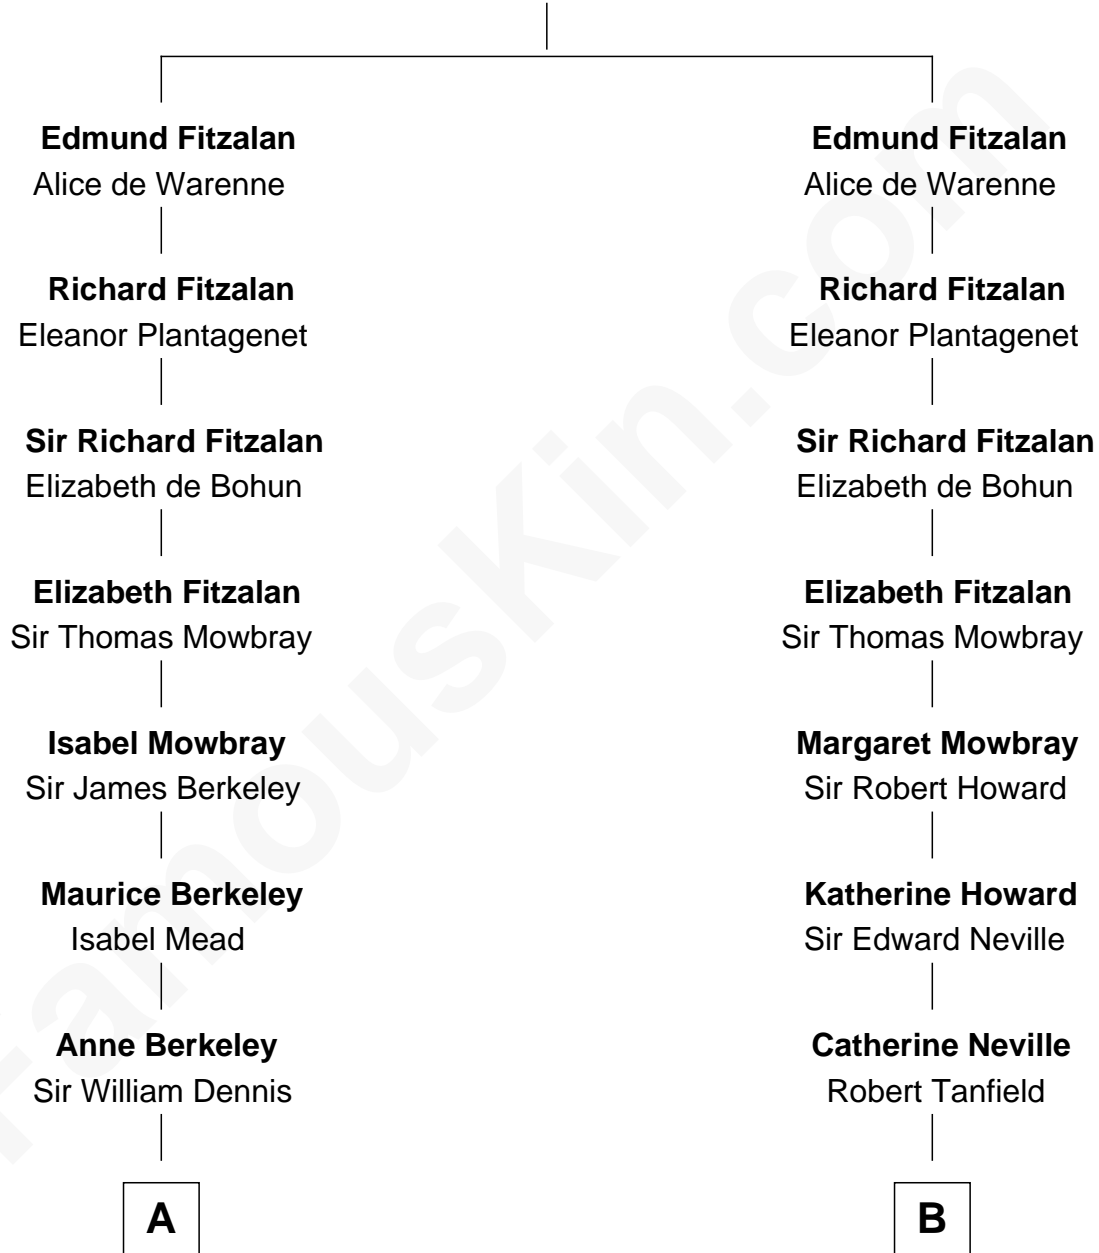 Edmund Fitzalan
Alice de Warenne
Richard Fitzalan
Eleanor Plantagenet
Sir Richard Fitzalan
Elizabeth de Bohun
Elizabeth Fitzalan
Sir Thomas Mowbray
Isabel Mowbray
Sir James Berkeley
Maurice Berkeley
Isabel Mead
Anne Berkeley
Sir William Dennis
A
Edmund Fitzalan
Alice de Warenne
Richard Fitzalan
Eleanor Plantagenet
Sir Richard Fitzalan
Elizabeth de Bohun
Elizabeth Fitzalan
Sir Thomas Mowbray
Margaret Mowbray
Sir Robert Howard
Katherine Howard
Sir Edward Neville
Catherine Neville
Robert Tanfield
B
FamousKin.com